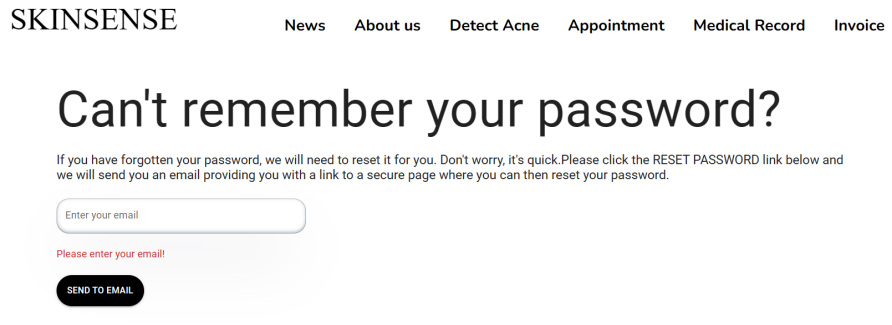 SKINSENSE
News About us Detect Acne Appointment Medical Record Invoice
Can't remember your password?
If you have forgotten your password, we will need to reset it for you. Don't worry, it's quick.Please click the RESET PASSWORD link below and
we will send you an email providing you with a link to a secure page where you can then reset your password.
Enter your email
Please enter your email!
SEND TO EMAIL